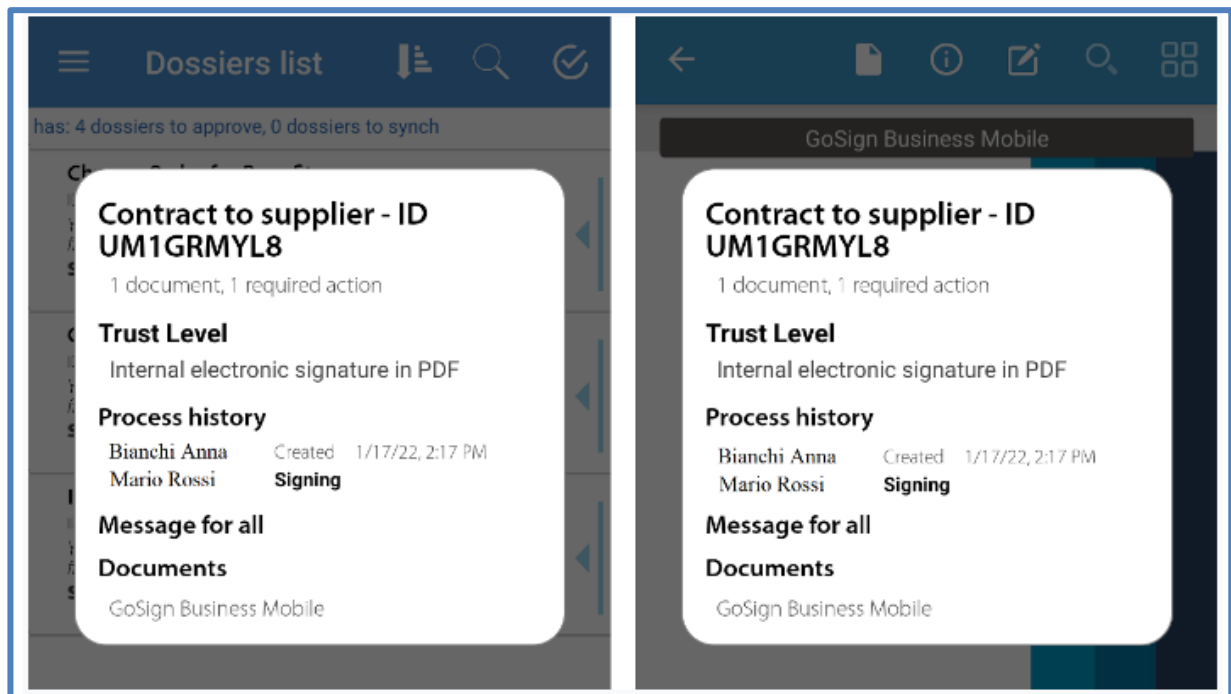 Dossiers list
has: 4 dossiers to approve, 0 dossiers to synch
Contract to supplier - ID
UM1GRMYL8
1 document, 1 required action
Trust Level
Internal electronic signature in PDF
Process history
Bianchi Anna Created 1/17/22, 2:17 PM
Mario Rossi Signing
Message for all
Documents
GoSign Business Mobile
GoSign Business Mobile
Contract to supplier - ID
UM1GRMYL8
1 document, 1 required action
Trust Level
Internal electronic signature in PDF
Process history
Bianchi Anna Created 1/17/22, 2:17 PM
Mario Rossi Signing
Message for all
Documents
GoSign Business Mobile